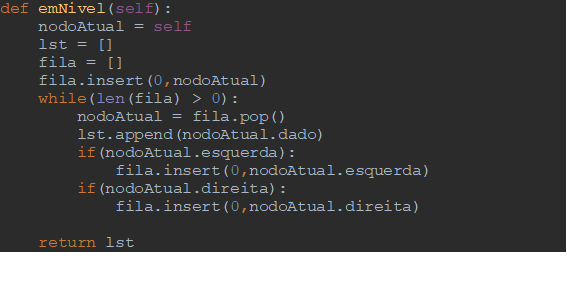 def emNivel(self):
    nodoAtual = self
    lst = []
    fila = []
    fila.insert(0,nodoAtual)
    while(len(fila) > 0):
        nodoAtual = fila.pop()
        lst.append(nodoAtual.dado)
        if(nodoAtual.esquerda):
            fila.insert(0,nodoAtual.esquerda)
        if(nodoAtual.direita):
            fila.insert(0,nodoAtual.direita)

    return lst